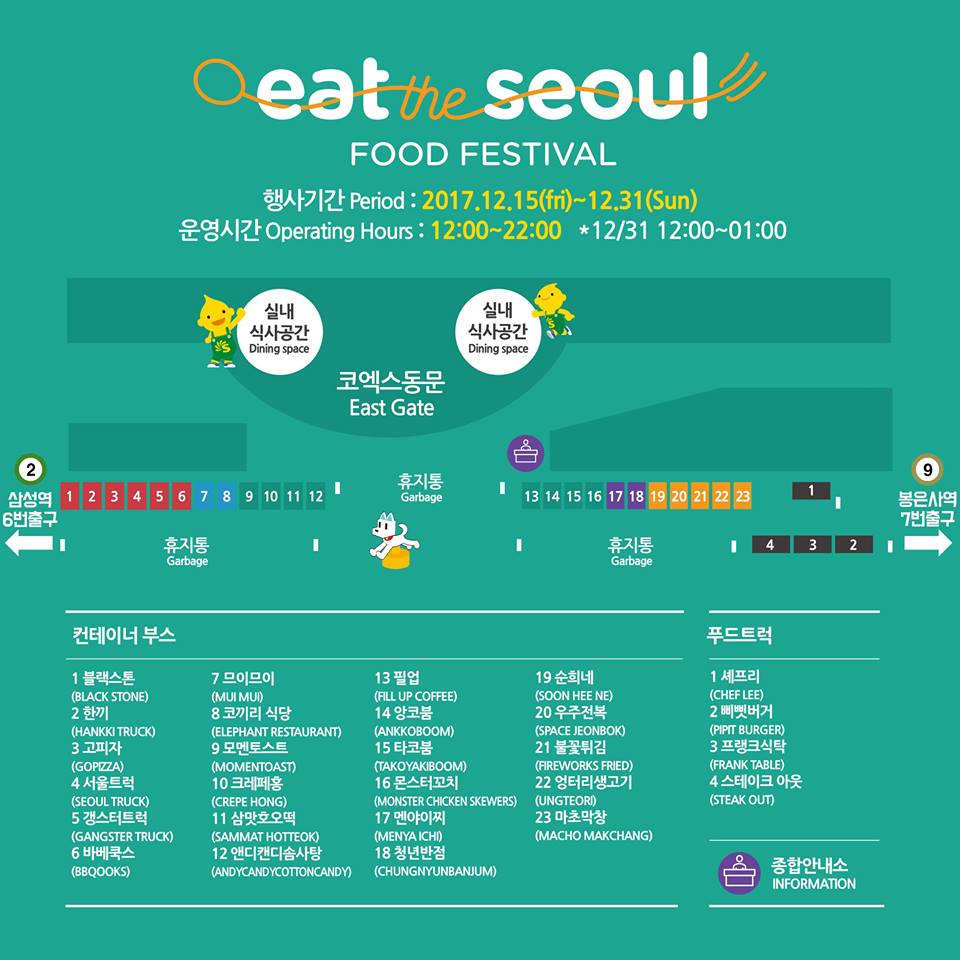 eat the seoul
FOOD FESTIVAL
행사기간 Period : 2017.12.15(fri)~12.31(Sun)
운영시간 Operating Hours : 12:00~22:00 *12/31 12:00~01:00
실내
식사공간
Dining space
S
실내
식사공간
Dining space
S
코엑스동문
East Gate
2
삼성역
6번출구
1 2 3 4 5 6 7 8 9 10 11 12
휴지통
Garbage
휴지통
Garbage
13 14 15 16 17 18 19 20 21 22 23
휴지통
Garbage
1
4 3 2
9
봉은사역
7번출구
컨테이너 부스
1 블랙스톤
(BLACK STONE)
2 한끼
(HANKKI TRUCK)
3 고피자
(GOPIZZA)
4 서울트럭
(SEOUL TRUCK)
5 갱스터트럭
(GANGSTER TRUCK)
6 바베쿡스
(BBQOOKS)
7 므이므이
(MUI MUI)
8 코끼리 식당
(ELEPHANT RESTAURANT)
9 모멘토스트
(MOMENTOAST)
10 크레페홍
(CREPE HONG)
11 삼맛호오떡
(SAMMAT HOTTEOK)
12 앤디캔디솜사탕
(ANDYCANDYCOTTONCANDY)
13 필업
(FILL UP COFFEE)
14 앙코붐
(ANKKOBOOM)
15 타코붐
(TAKOYAKIBOOM)
16 몬스터꼬치
(MONSTER CHICKEN SKEWERS)
17 멘야이찌
(MENYA ICHI)
18 청년반점
(CHUNGNYUNBANJUM)
19 순희네
(SOON HEE NE)
20 우주전복
(SPACE JEONBOK)
21 불꽃튀김
(FIREWORKS FRIED)
22 엉터리생고기
(UNGTEORI)
23 마초막창
(MACHO MAKCHANG)
푸드트럭
1 셰프리
(CHEF LEE)
2 삐삣버거
(PIPIT BURGER)
3 프랭크식탁
(FRANK TABLE)
4 스테이크 아웃
(STEAK OUT)
종합안내소
INFORMATION